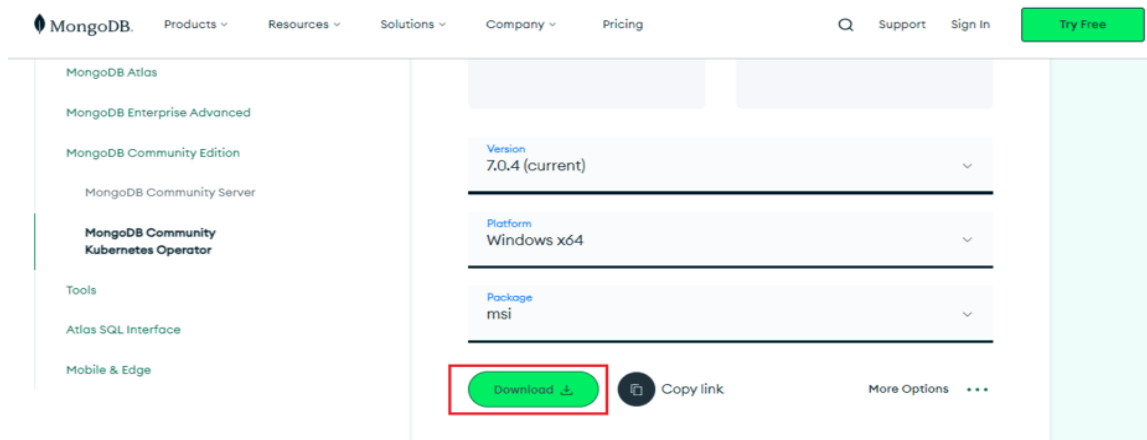 MongoDB. Products Resources Solutions Company Pricing Support Sign In Try Free
MongoDB Atlas
MongoDB Enterprise Advanced
MongoDB Community Edition
MongoDB Community Server
MongoDB Community
Kubernetes Operator
Tools
Atlas SQL Interface
Mobile & Edge
Version
7.0.4 (current)
Platform
Windows x64
Package
msi
Download Copy link More Options